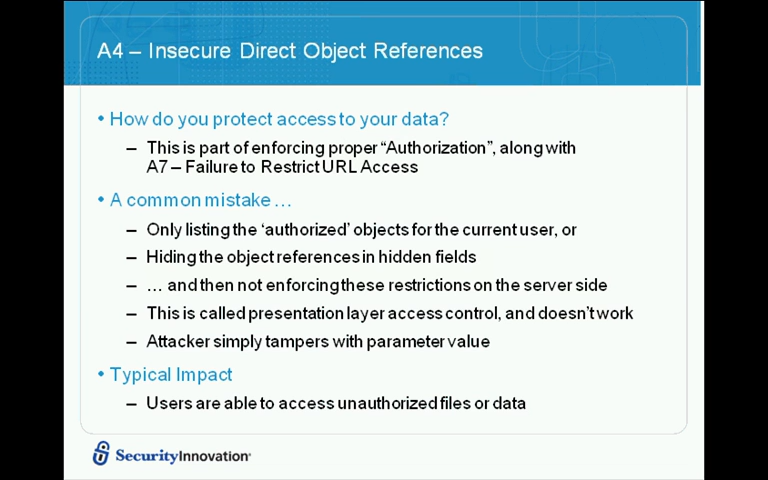 A4 – Insecure Direct Object References
• How do you protect access to your data?
– This is part of enforcing proper “Authorization”, along with
A7 – Failure to Restrict URL Access
• A common mistake …
– Only listing the ‘authorized’ objects for the current user, or
– Hiding the object references in hidden fields
– … and then not enforcing these restrictions on the server side
– This is called presentation layer access control, and doesn’t work
– Attacker simply tampers with parameter value
• Typical Impact
– Users are able to access unauthorized files or data
SecurityInnovation